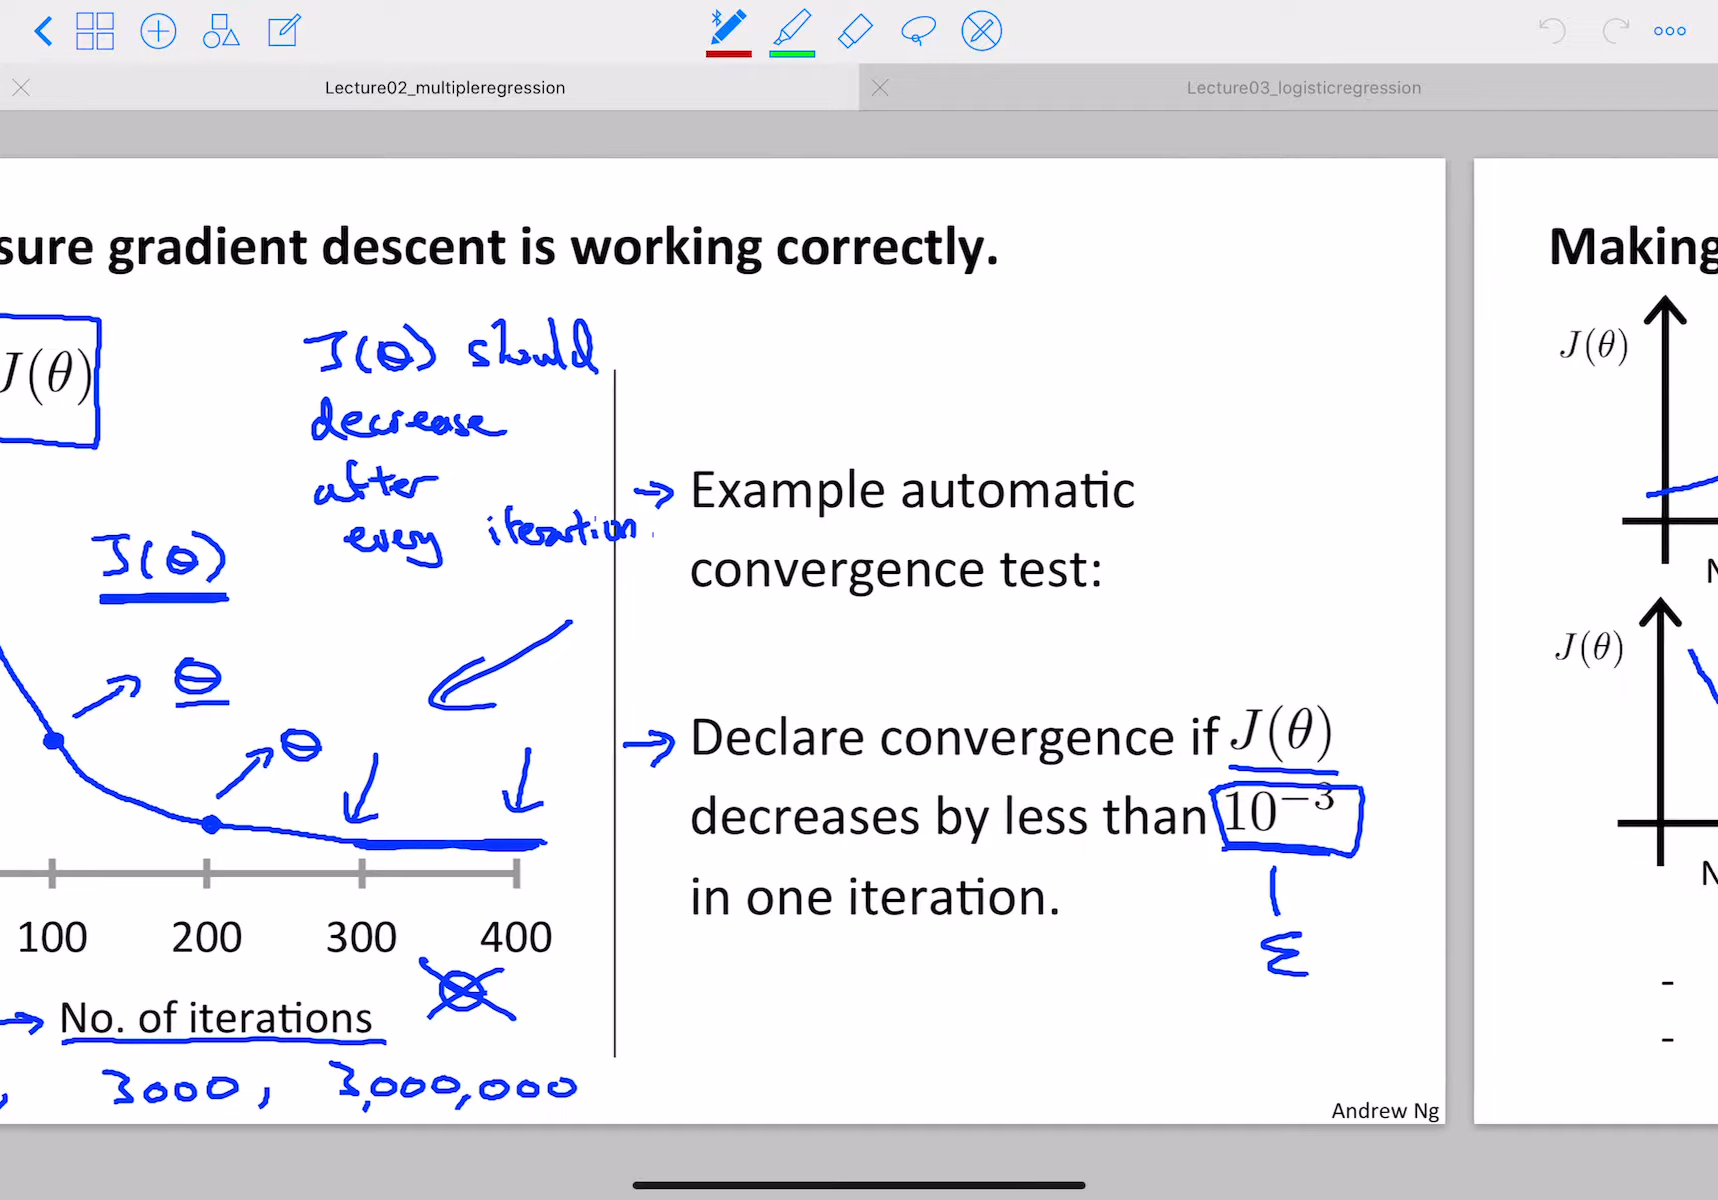 Lecture02_multipleregression
Lecture03_logisticregression
sure gradient descent is working correctly.
J(θ)
J(θ) should
decrease
after
every iteration.
J(θ)
θ
θ
100 200 300 400
No. of iterations
3000, 3,000,000
Example automatic
convergence test:
Declare convergence if J(θ)
decreases by less than 10⁻³
in one iteration.
ε
Andrew Ng
Making
J(θ)
N
J(θ)
N
-
-